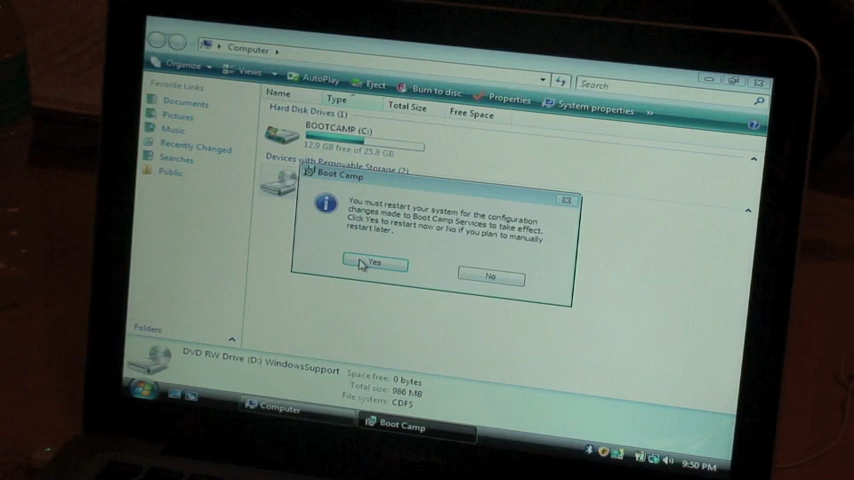 Computer
Search
Organize
Views
AutoPlay
Eject
Burn to disc
Properties
System properties
»
Favorite Links
Documents
Pictures
Music
Recently Changed
Searches
Public
Name
Type
Total Size
Free Space
Hard Disk Drives (1)
BOOTCAMP (C:)
12.9 GB free of 25.8 GB
Devices with Removable Storage (2)
Boot Camp
You must restart your system for the configuration
changes made to Boot Camp Services to take effect.
Click Yes to restart now or No if you plan to manually
restart later.
Yes
No
Folders
DVD RW Drive (D:) WindowsSupport
Space free: 0 bytes
Total size: 986 MB
File system: CDFS
Computer
Boot Camp
9:50 PM